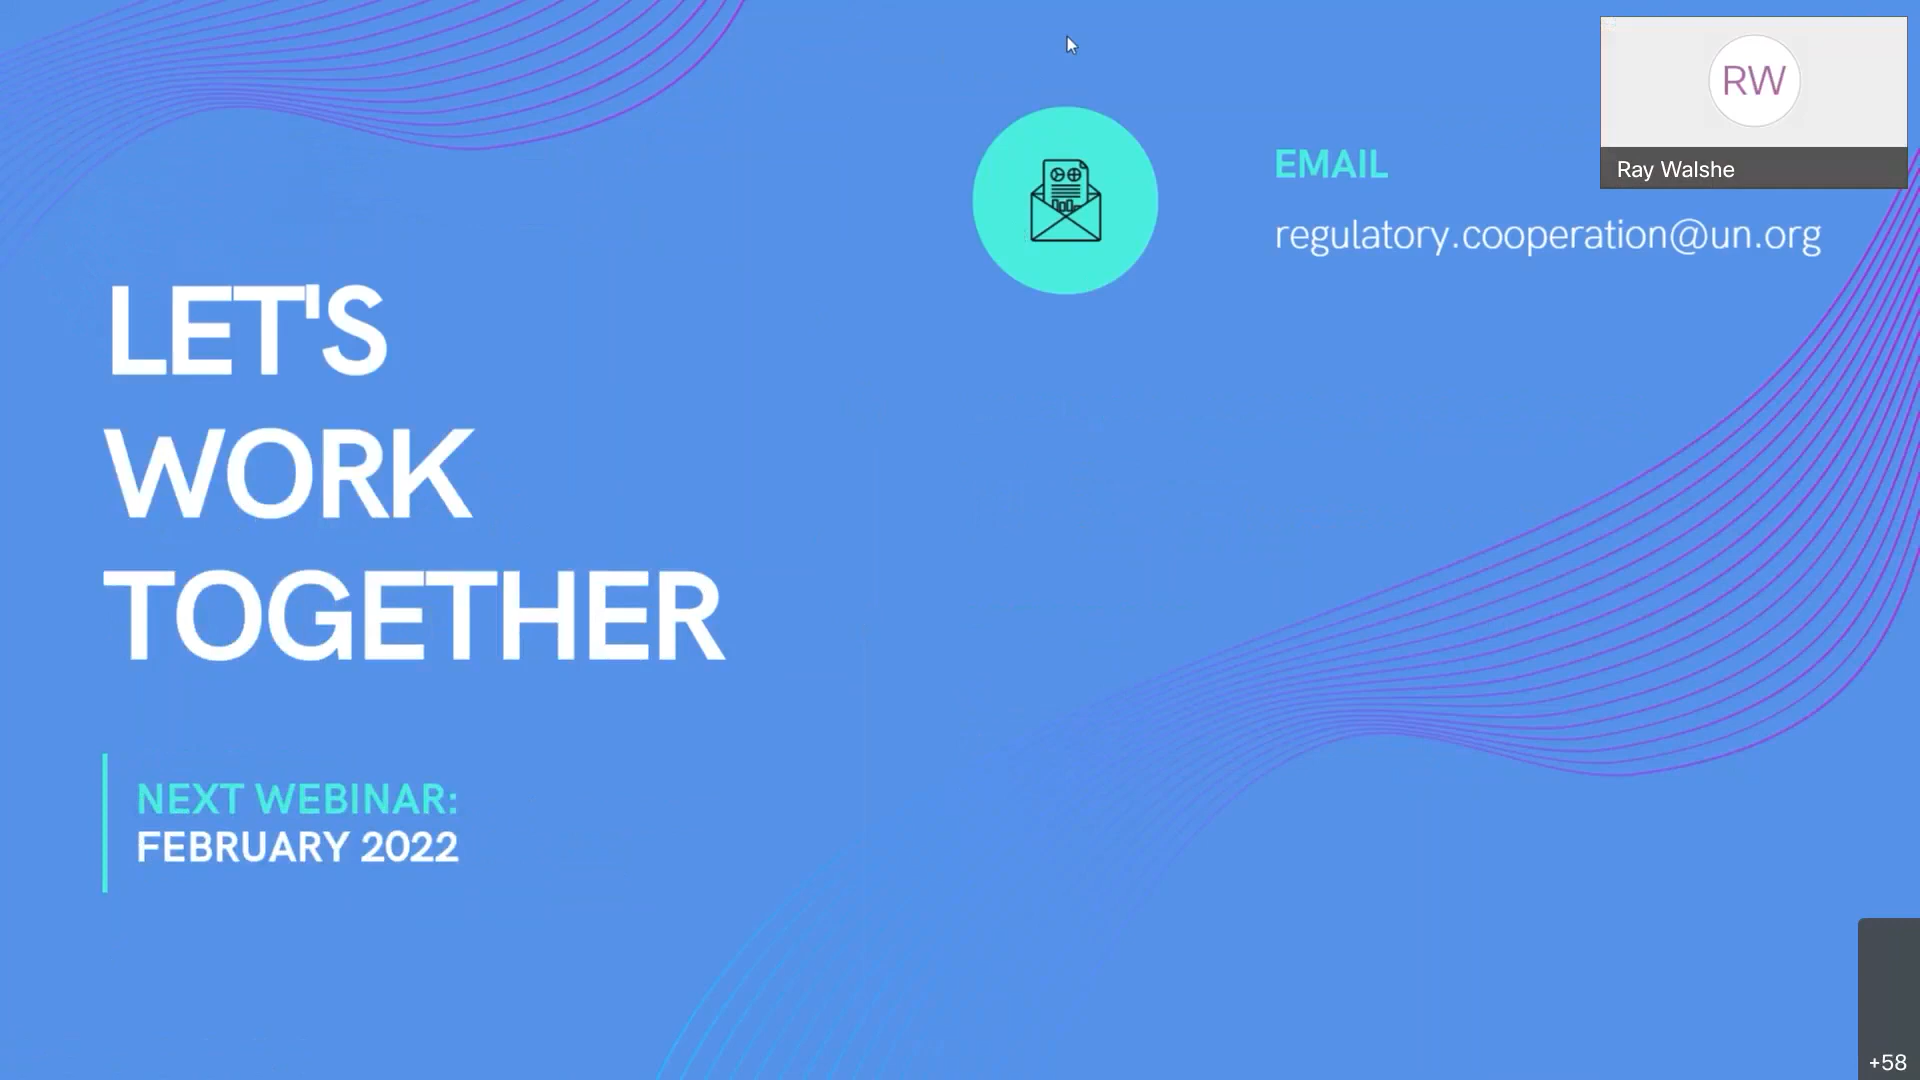 LET'S
WORK
TOGETHER
NEXT WEBINAR:
FEBRUARY 2022
EMAIL
regulatory.cooperation@un.org
RW
Ray Walshe
+58